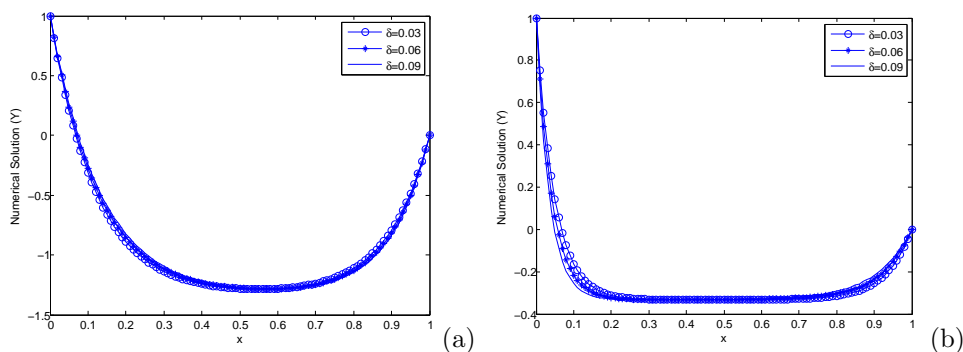 δ=0.03
δ=0.06
δ=0.09
1
0.5
0
−0.5
−1
−1.5
Numerical Solution (Y)
0 0.1 0.2 0.3 0.4 0.5 0.6 0.7 0.8 0.9 1
x
(a)
δ=0.03
δ=0.06
δ=0.09
1
0.8
0.6
0.4
0.2
0
−0.2
−0.4
Numerical Solution (Y)
0 0.1 0.2 0.3 0.4 0.5 0.6 0.7 0.8 0.9 1
x
(b)